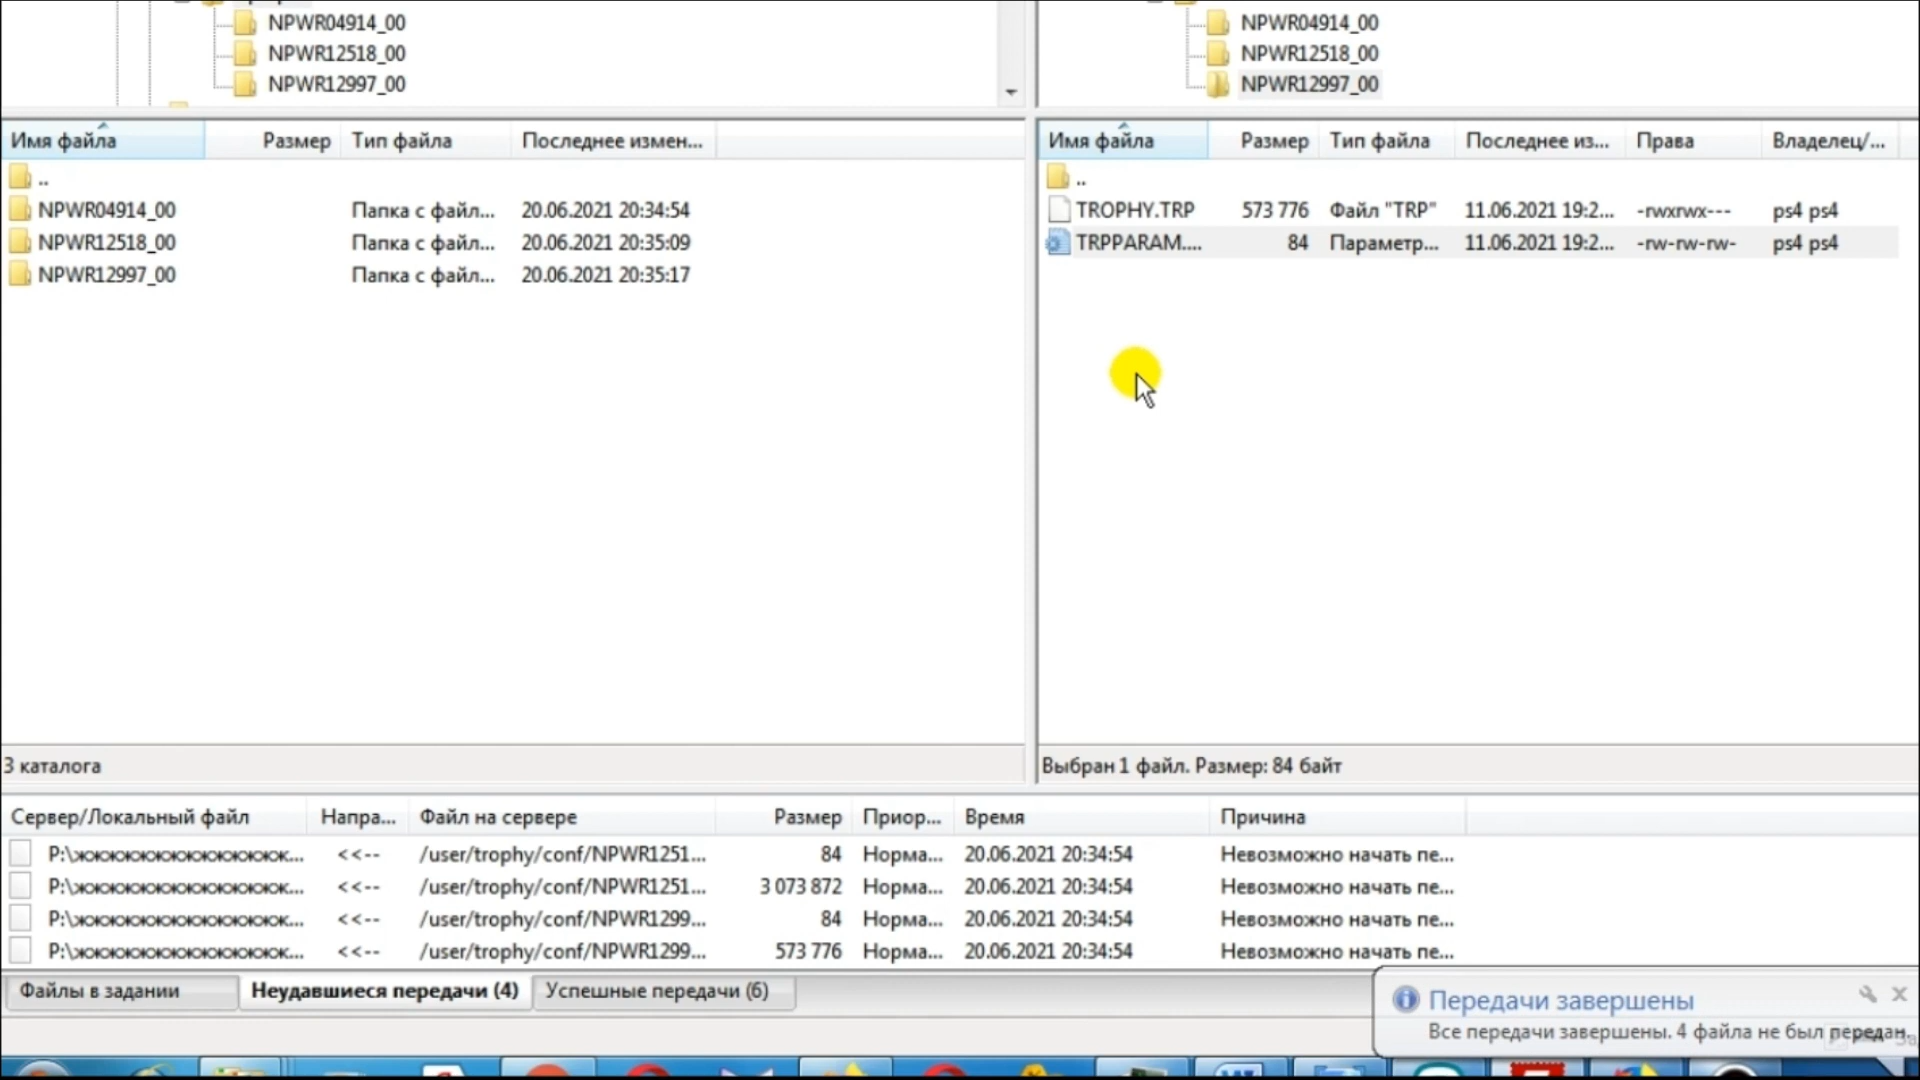 NPWR04914_00
NPWR12518_00
NPWR12997_00
NPWR04914_00
NPWR12518_00
NPWR12997_00
Имя файла Размер Тип файла Последнее измен...
..
NPWR04914_00 Папка с файл... 20.06.2021 20:34:54
NPWR12518_00 Папка с файл... 20.06.2021 20:35:09
NPWR12997_00 Папка с файл... 20.06.2021 20:35:17
3 каталога
Имя файла Размер Тип файла Последнее из... Права Владелец/...
..
TROPHY.TRP 573 776 Файл "TRP" 11.06.2021 19:2... -rwxrwx--- ps4 ps4
TRPPARAM.... 84 Параметр... 11.06.2021 19:2... -rw-rw-rw- ps4 ps4
Выбран 1 файл. Размер: 84 байт
Сервер/Локальный файл Напра... Файл на сервере Размер Приор... Время Причина
<<-- /user/trophy/conf/NPWR1251... 84 Норма... 20.06.2021 20:34:54 Невозможно начать пе...
<<-- /user/trophy/conf/NPWR1251... 3 073 872 Норма... 20.06.2021 20:34:54 Невозможно начать пе...
<<-- /user/trophy/conf/NPWR1299... 84 Норма... 20.06.2021 20:34:54 Невозможно начать пе...
<<-- /user/trophy/conf/NPWR1299... 573 776 Норма... 20.06.2021 20:34:54 Невозможно начать пе...
Файлы в задании Неудавшиеся передачи (4) Успешные передачи (6)
Передачи завершены
Все передачи завершены. 4 файла не был передан.